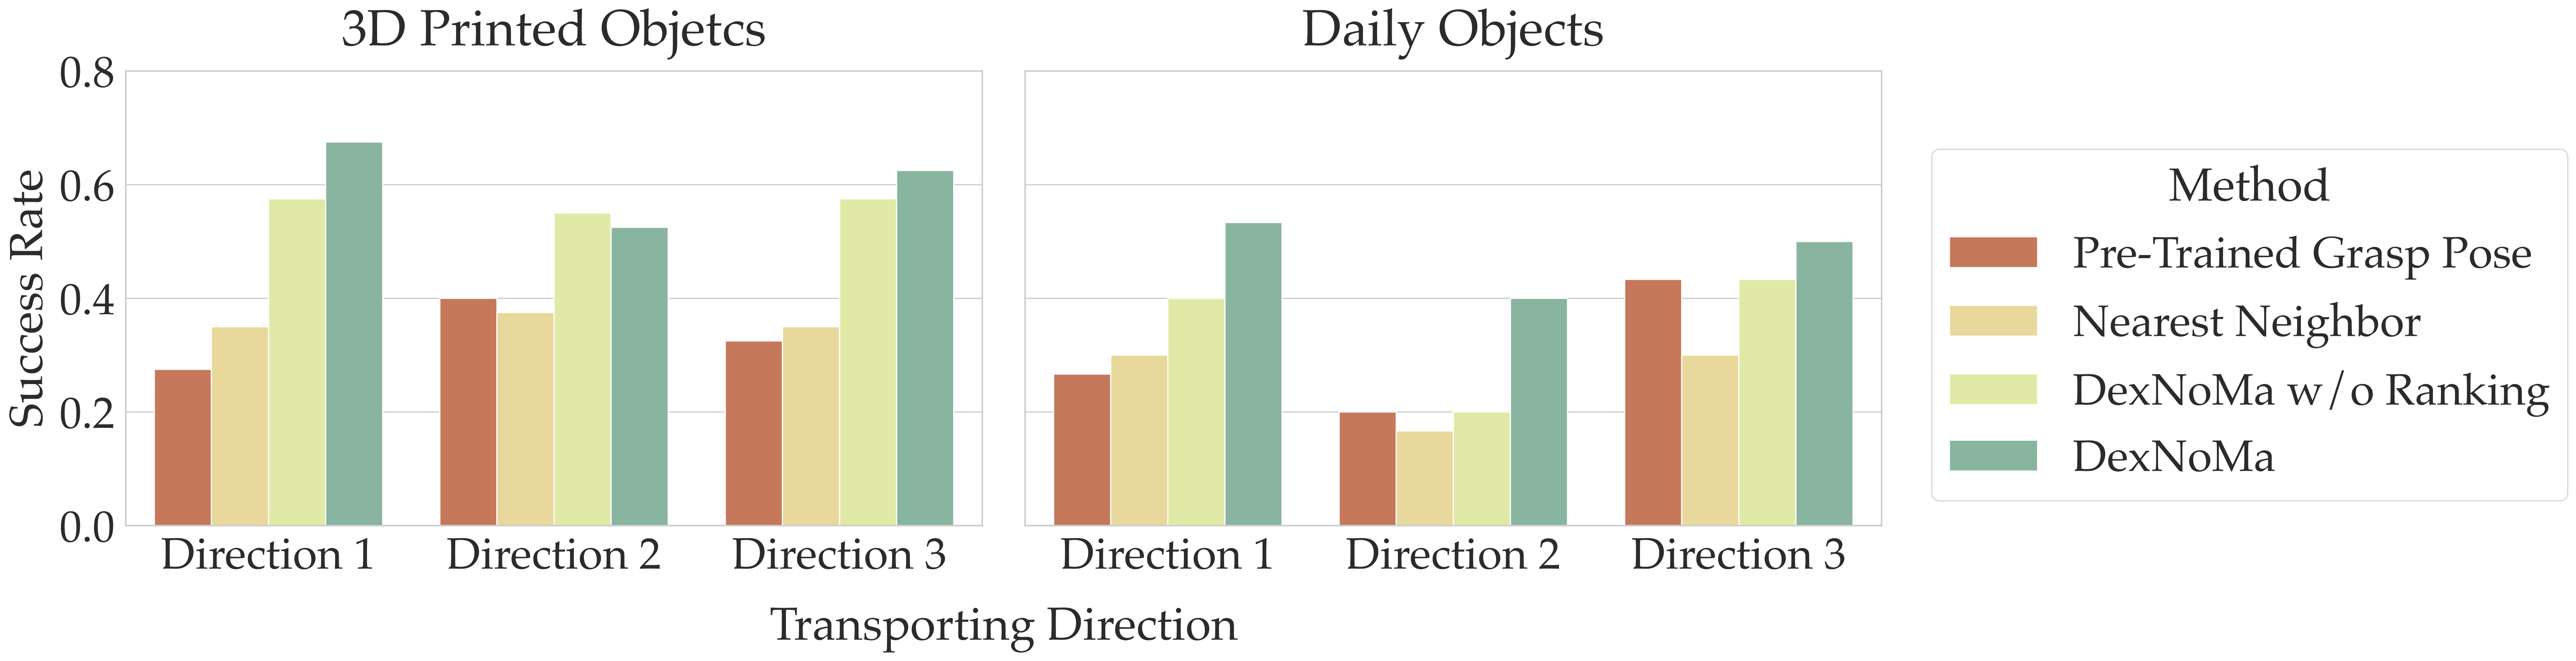 3D Printed Objetcs
Daily Objects
Success Rate
0.8
0.6
0.4
0.2
0.0
Direction 1
Direction 2
Direction 3
Direction 1
Direction 2
Direction 3
Transporting Direction
Method
Pre-Trained Grasp Pose
Nearest Neighbor
DexNoMa w/o Ranking
DexNoMa